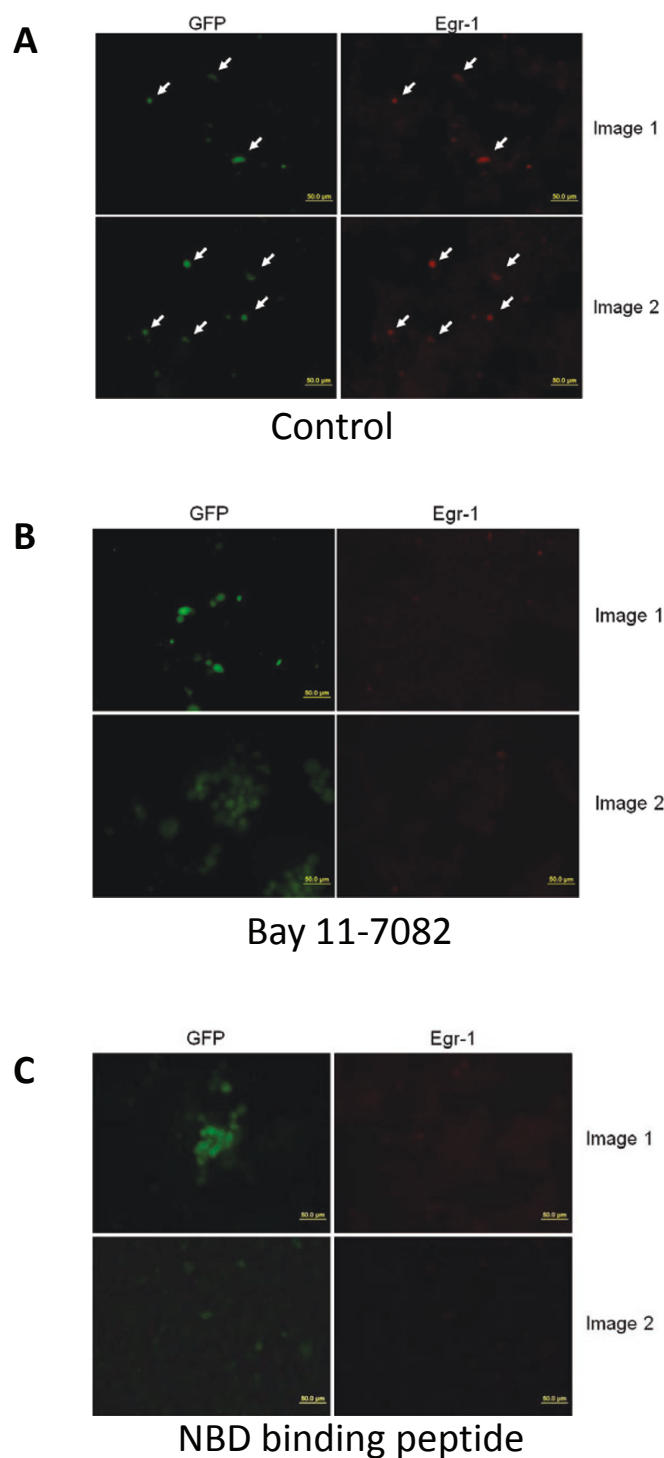 A
GFP Egr-1
Image 1
50.0 µm 50.0 µm
Image 2
50.0 µm 50.0 µm
Control
B
GFP Egr-1
Image 1
50.0 µm 50.0 µm
Image 2
50.0 µm 50.0 µm
Bay 11-7082
C
GFP Egr-1
Image 1
50.0 µm 50.0 µm
Image 2
50.0 µm 50.0 µm
NBD binding peptide